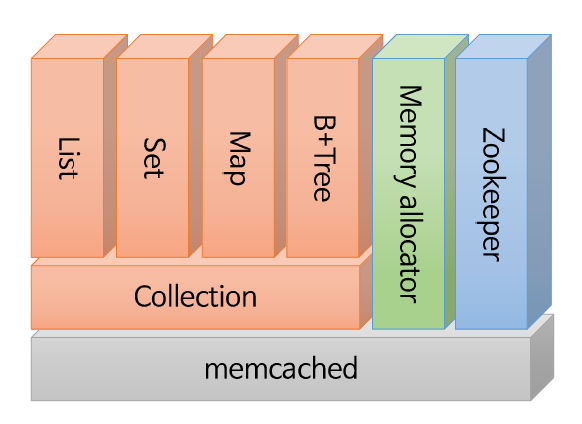 List
Set
Map
B+Tree
Memory allocator
Zookeeper
Collection
memcached